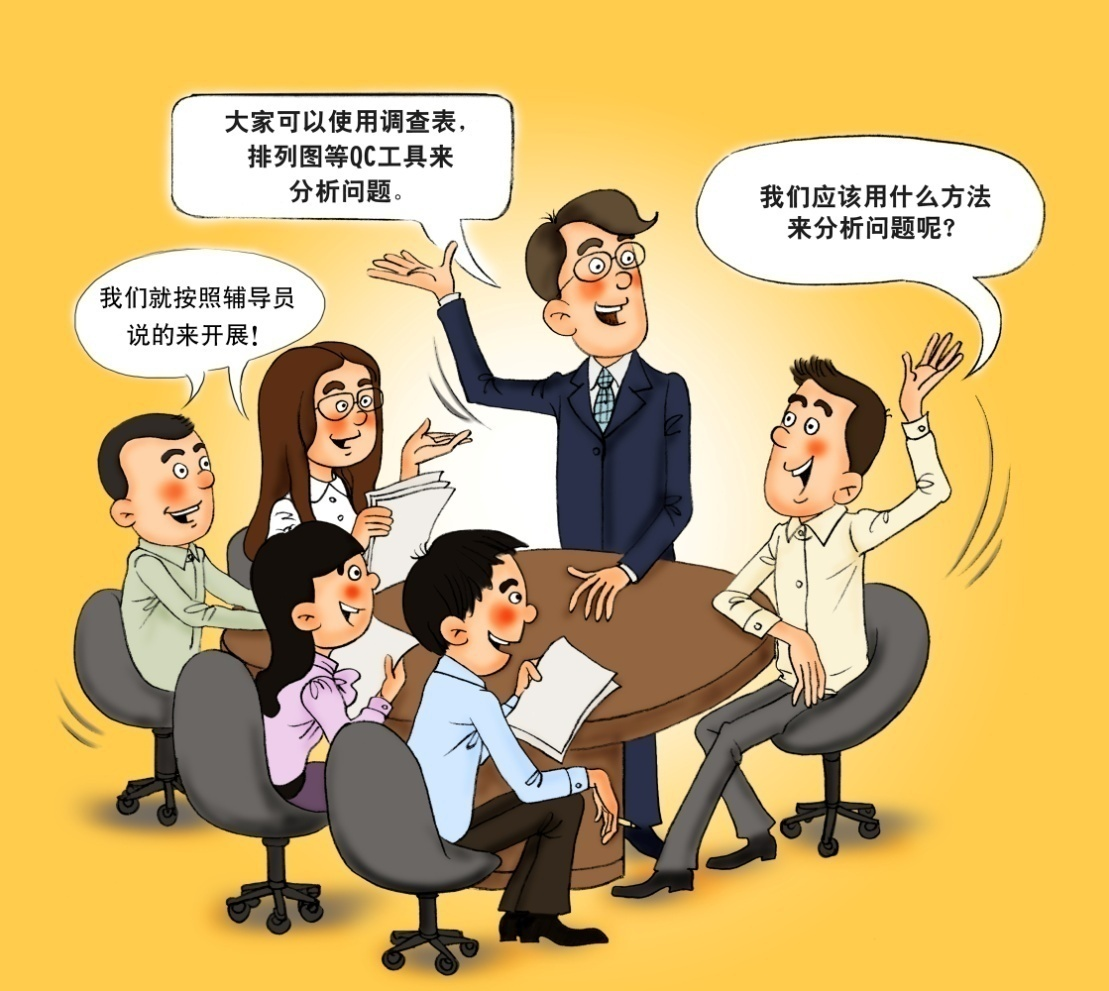 大家可以使用调查表，
排列图等QC工具来
分析问题。
我们应该用什么方法
来分析问题呢？
我们就按照辅导员
说的来开展！